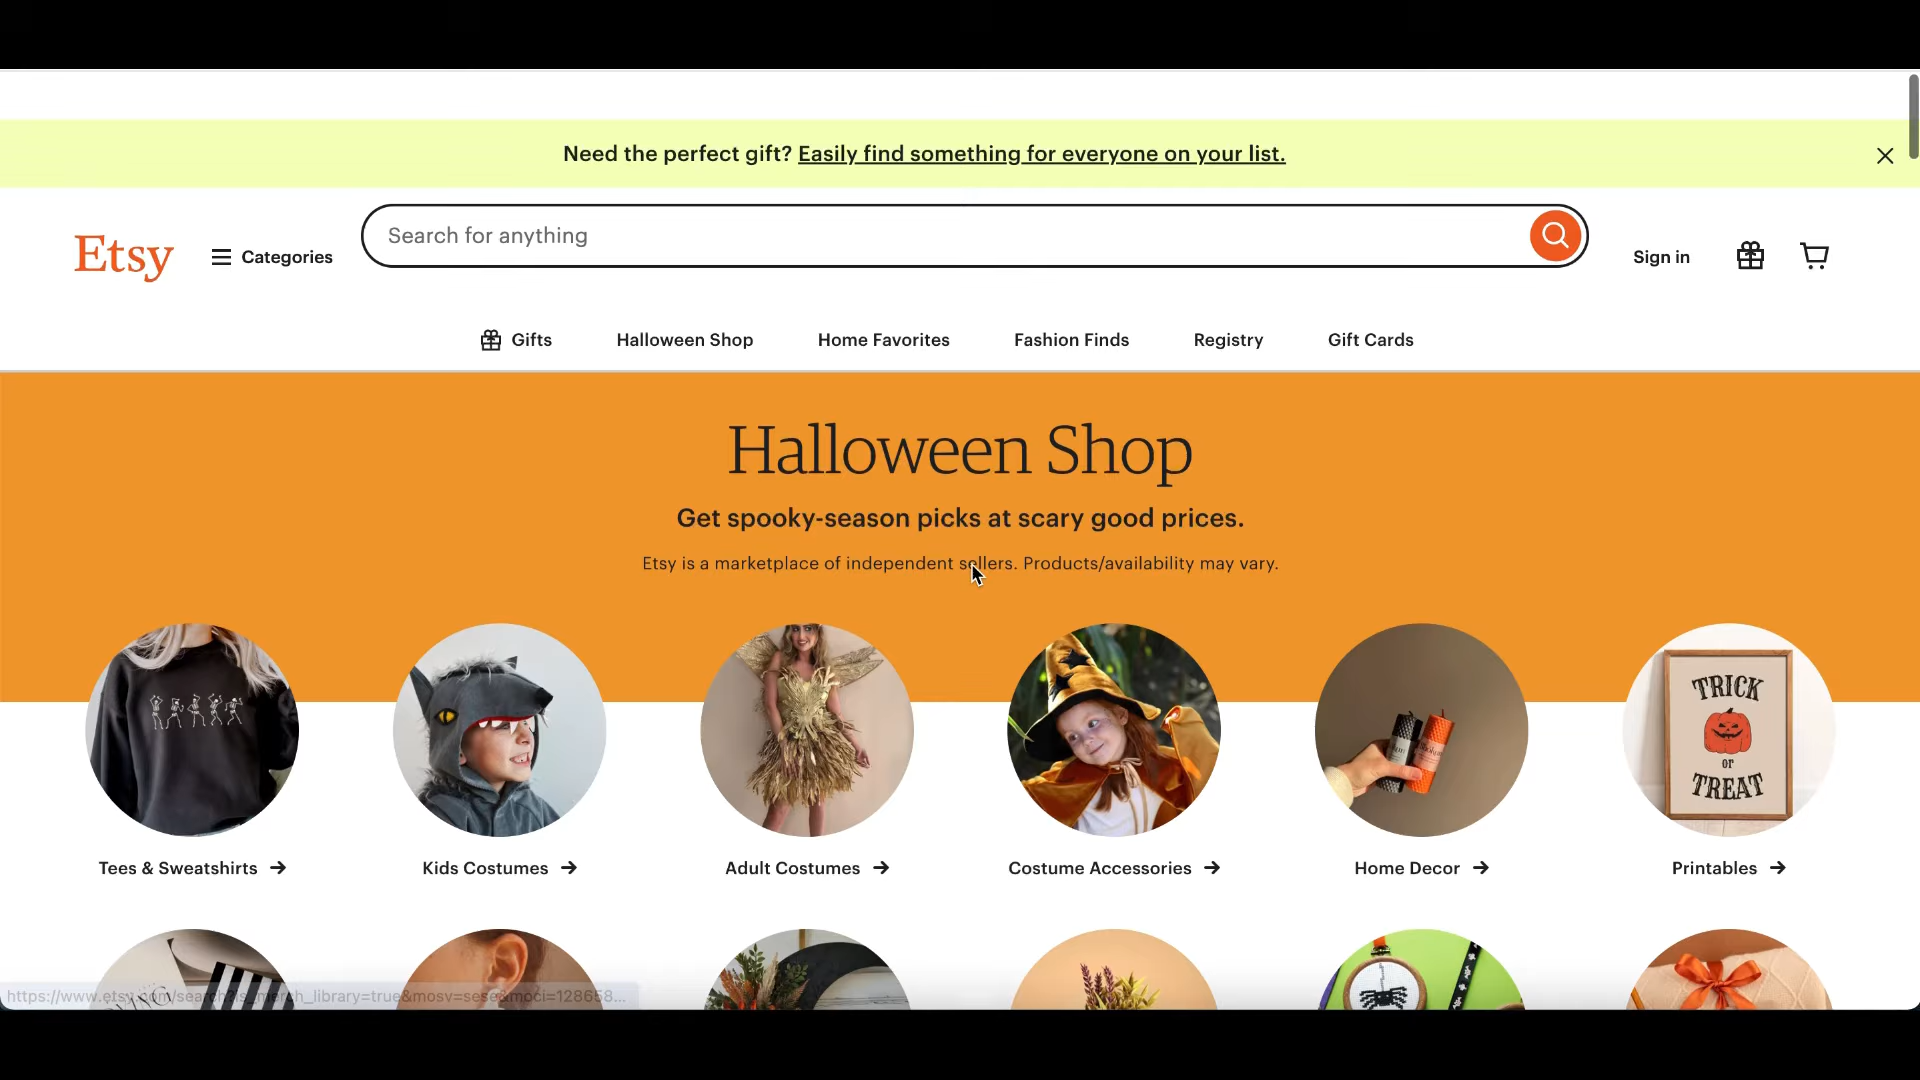 Need the perfect gift? Easily find something for everyone on your list.
Etsy
Categories
Search for anything
Sign in
Gifts
Halloween Shop
Home Favorites
Fashion Finds
Registry
Gift Cards
Halloween Shop
Get spooky-season picks at scary good prices.
Etsy is a marketplace of independent sellers. Products/availability may vary.
TRICK
or
TREAT
Tees & Sweatshirts
Kids Costumes
Adult Costumes
Costume Accessories
Home Decor
Printables